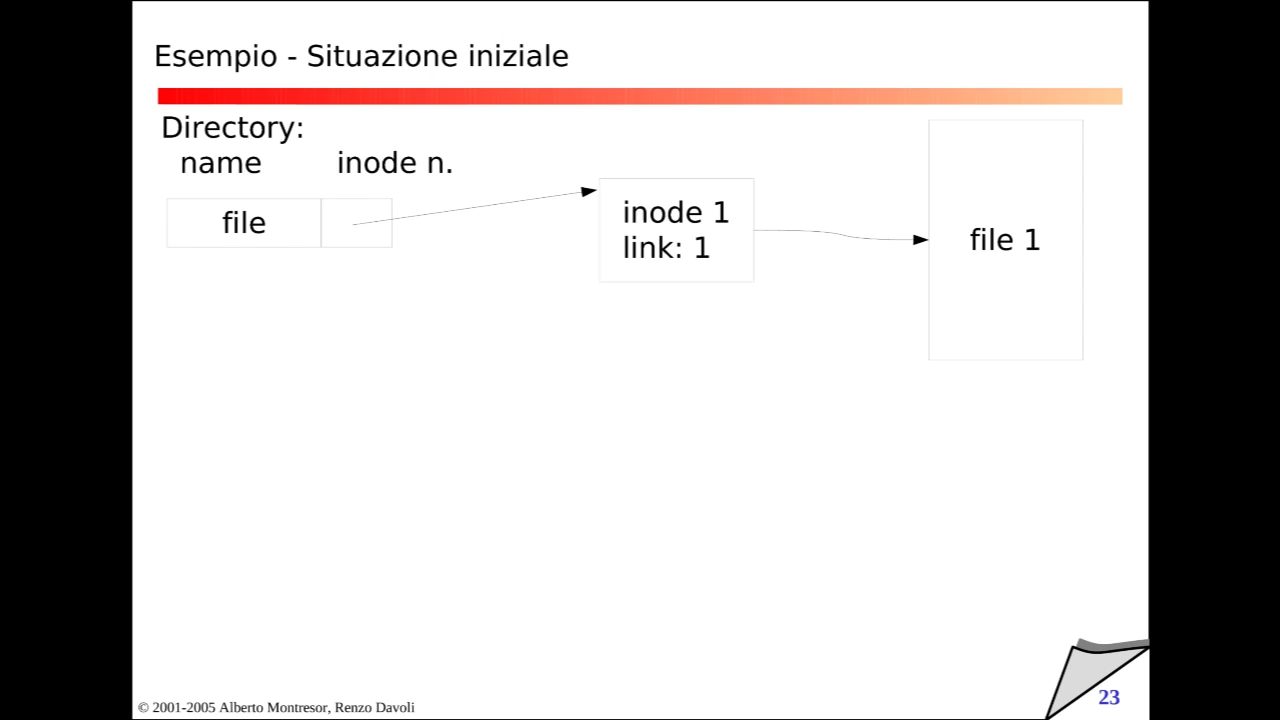 Esempio - Situazione iniziale
Directory:
name inode n.
file
inode 1
link: 1
file 1
© 2001-2005 Alberto Montresor, Renzo Davoli
23